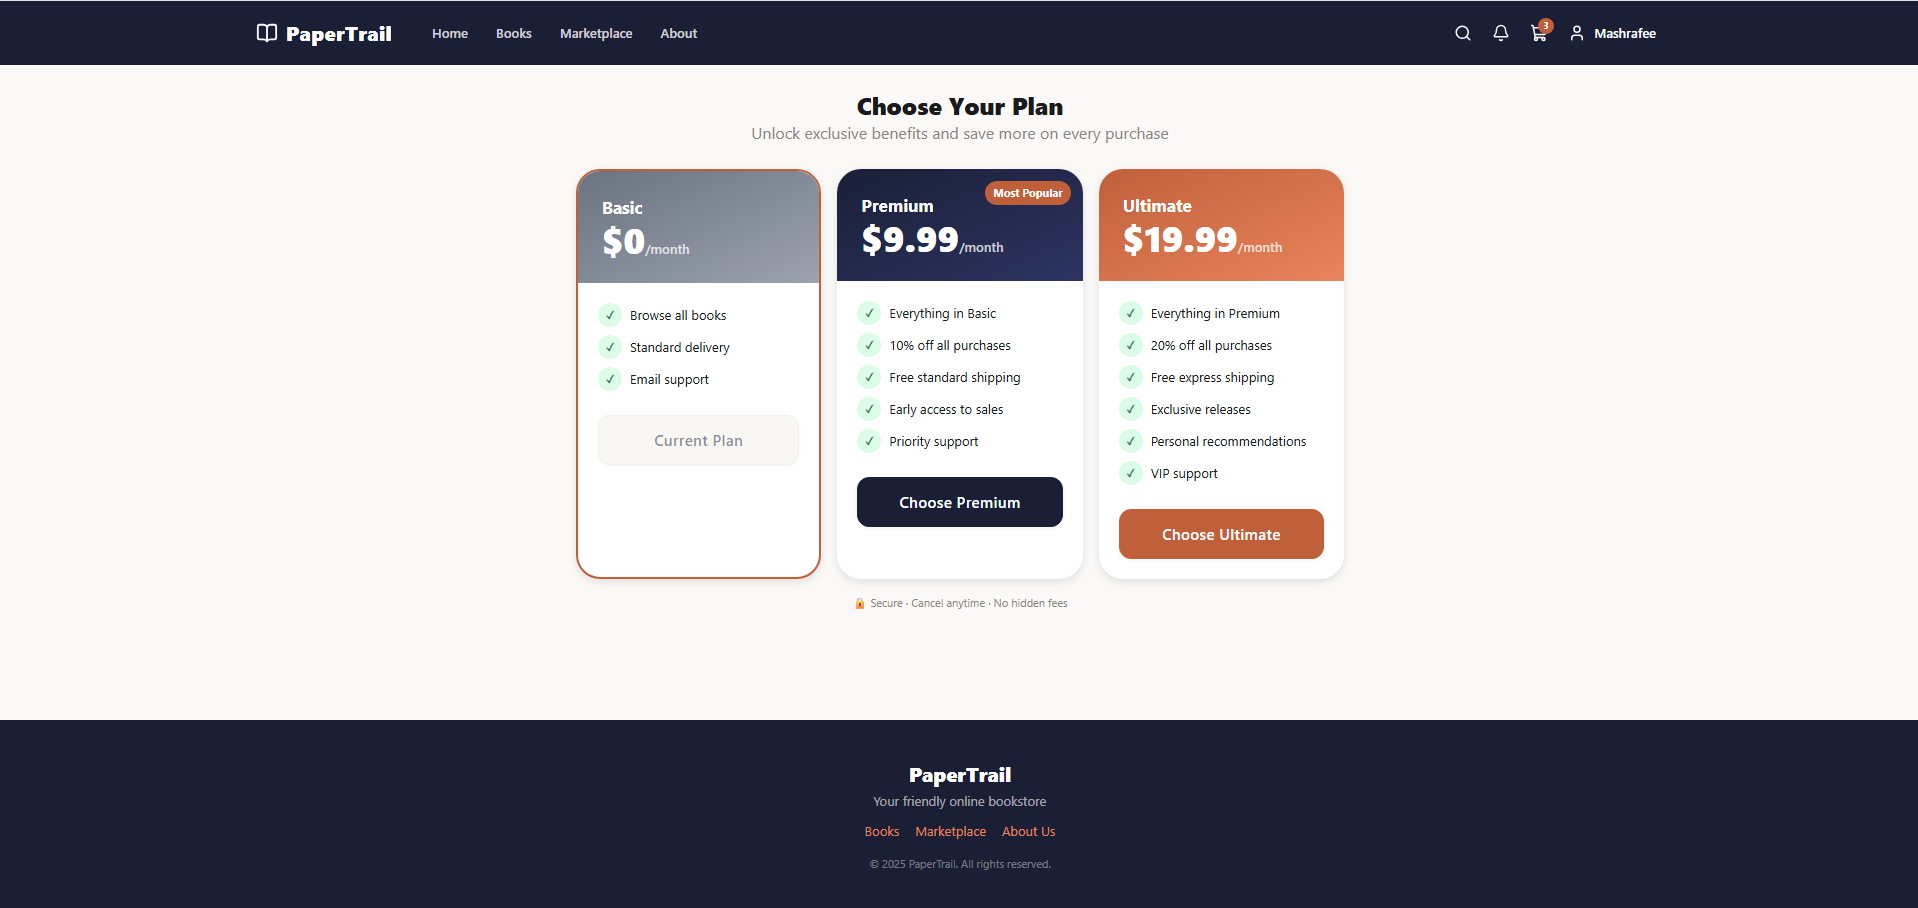 PaperTrail
Home Books Marketplace About
3
Mashrafee
Choose Your Plan
Unlock exclusive benefits and save more on every purchase
Basic
$0/month
✓ Browse all books
✓ Standard delivery
✓ Email support
Current Plan
Most Popular
Premium
$9.99/month
✓ Everything in Basic
✓ 10% off all purchases
✓ Free standard shipping
✓ Early access to sales
✓ Priority support
Choose Premium
Ultimate
$19.99/month
✓ Everything in Premium
✓ 20% off all purchases
✓ Free express shipping
✓ Exclusive releases
✓ Personal recommendations
✓ VIP support
Choose Ultimate
🔒 Secure · Cancel anytime · No hidden fees
PaperTrail
Your friendly online bookstore
Books Marketplace About Us
© 2025 PaperTrail. All rights reserved.